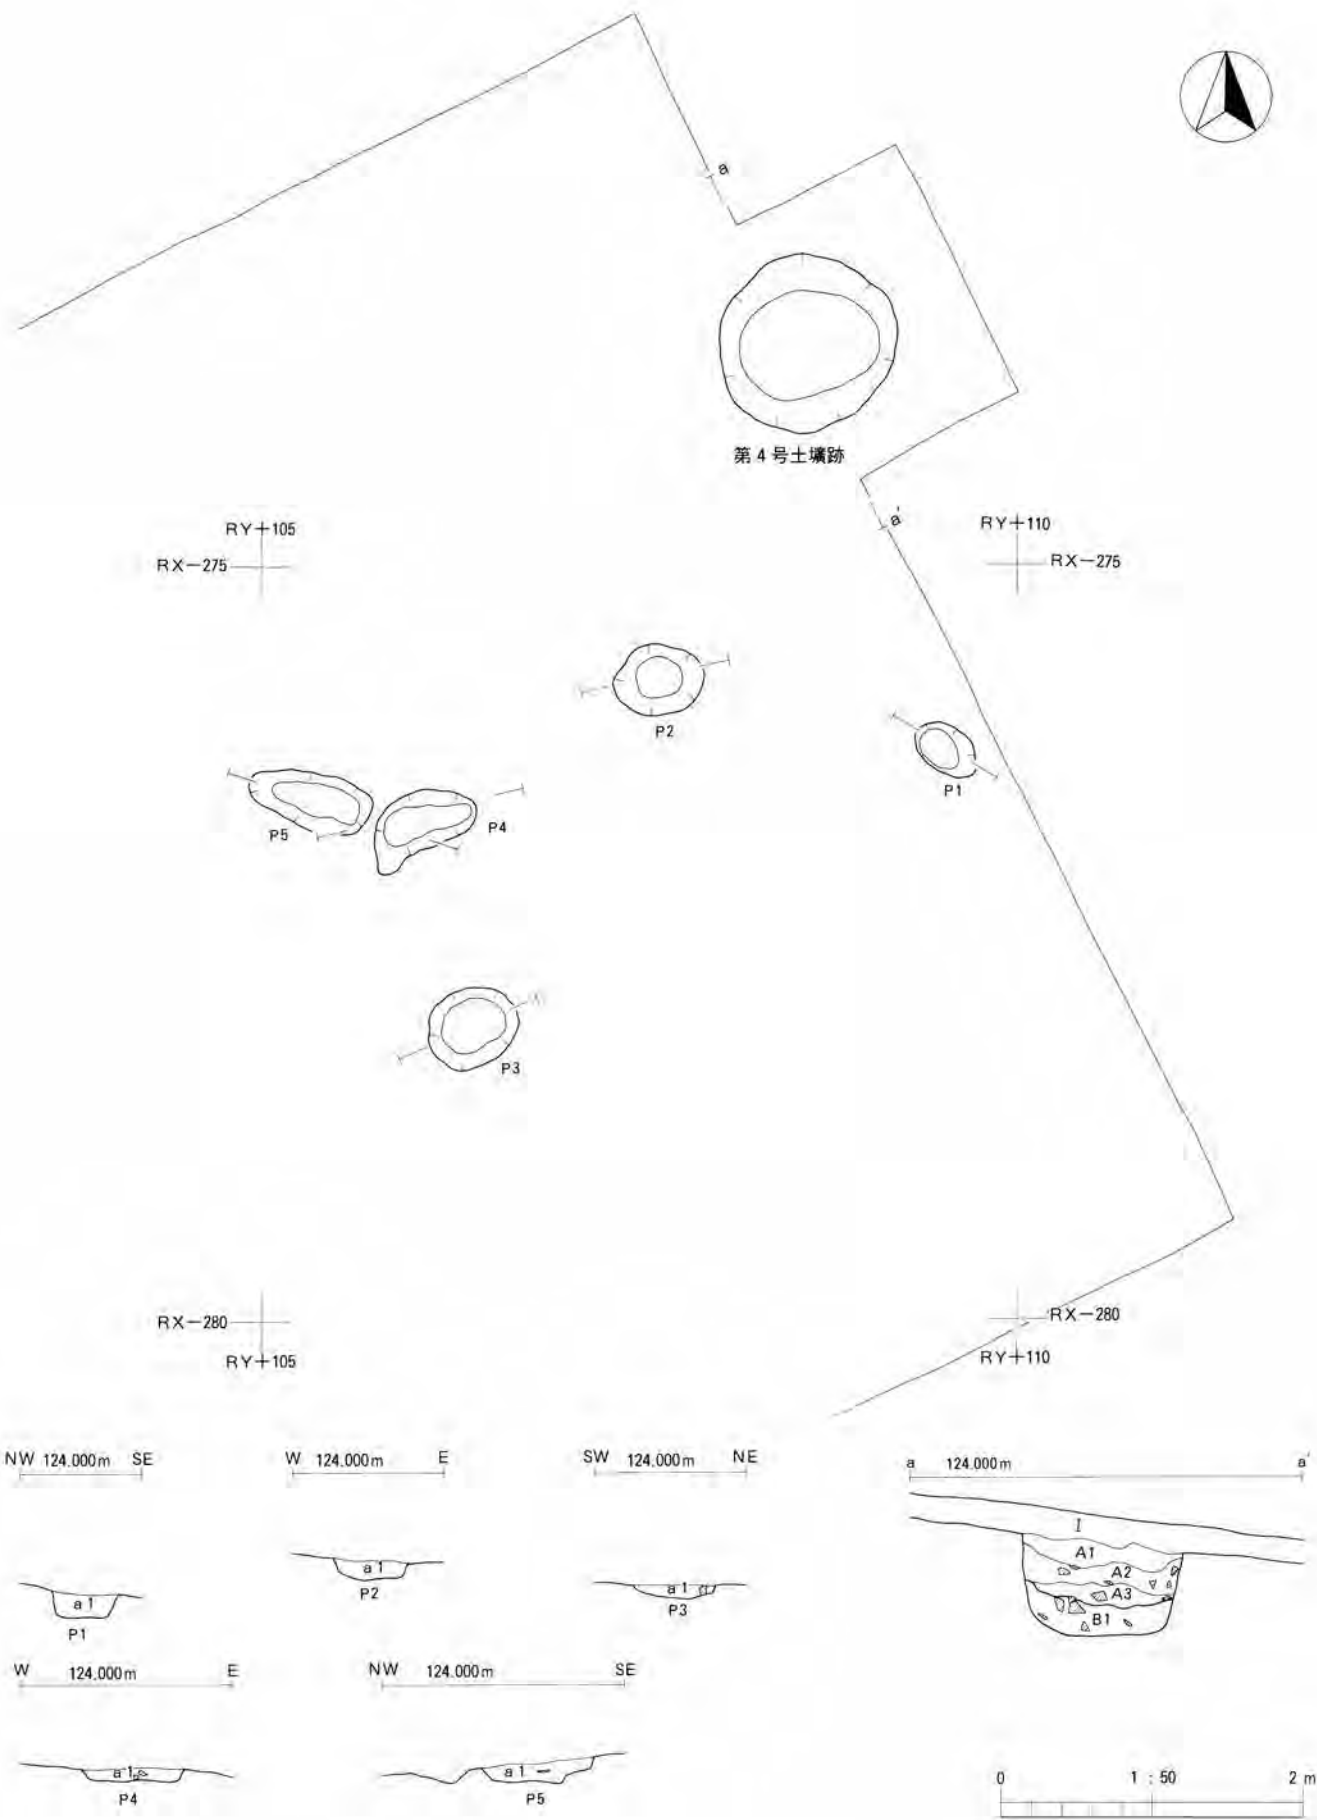 a
第4号土壙跡
a'
RY+105
RX-275
RY+110
RX-275
P2
P1
P5
P4
P3
RX-280
RY+105
RX-280
RY+110
NW 124.000m SE
a1
P1
W 124.000m E
a1
P2
SW 124.000m NE
a1
P3
a 124.000m a'
I
A1
A2
A3
B1
W 124.000m E
a1
P4
NW 124.000m SE
a1
P5
0 1:50 2m